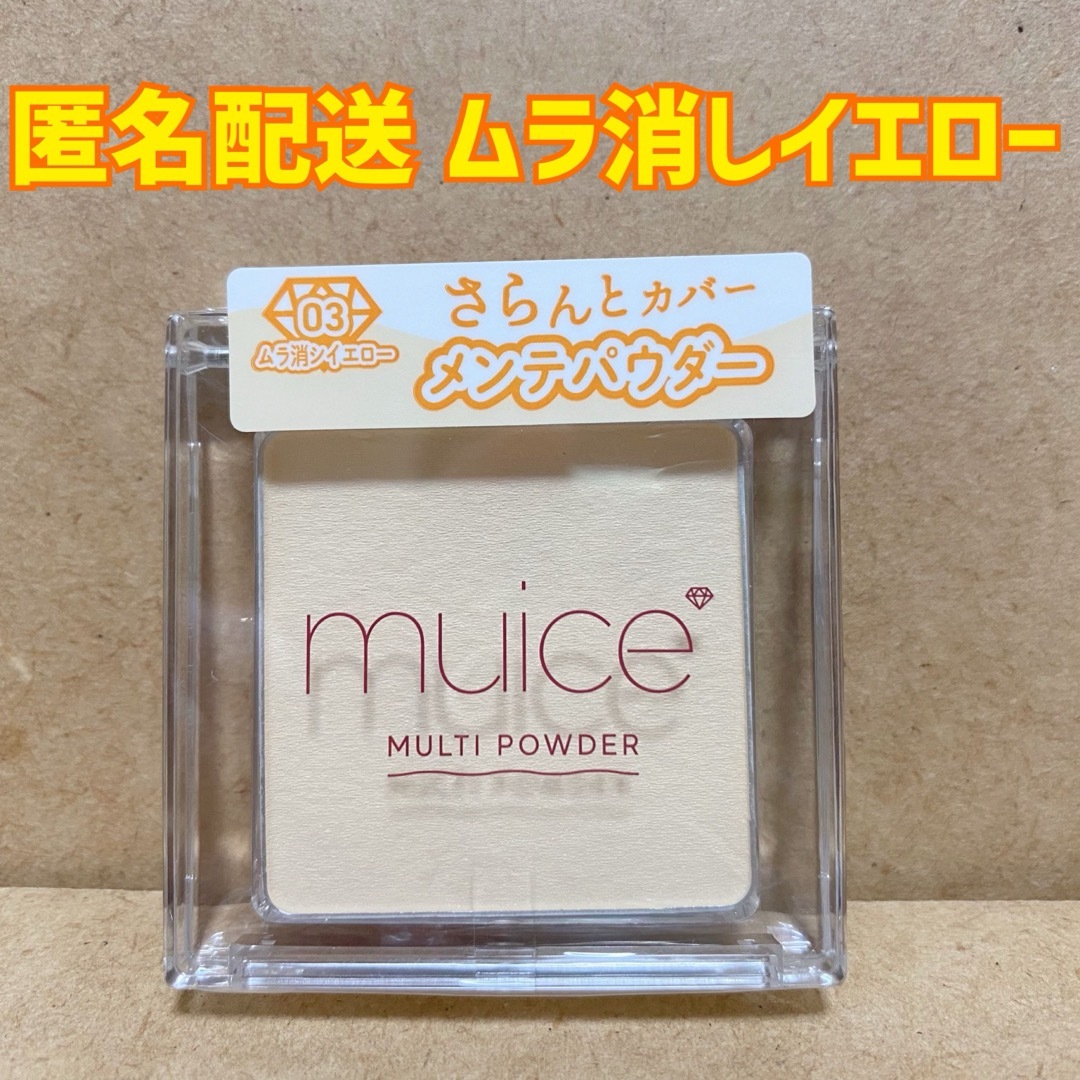 匿名配送 ムラ消しイエロー
さらんとカバー
03
ムラ消シイエロー
メンテパウダー
muice
MULTI POWDER